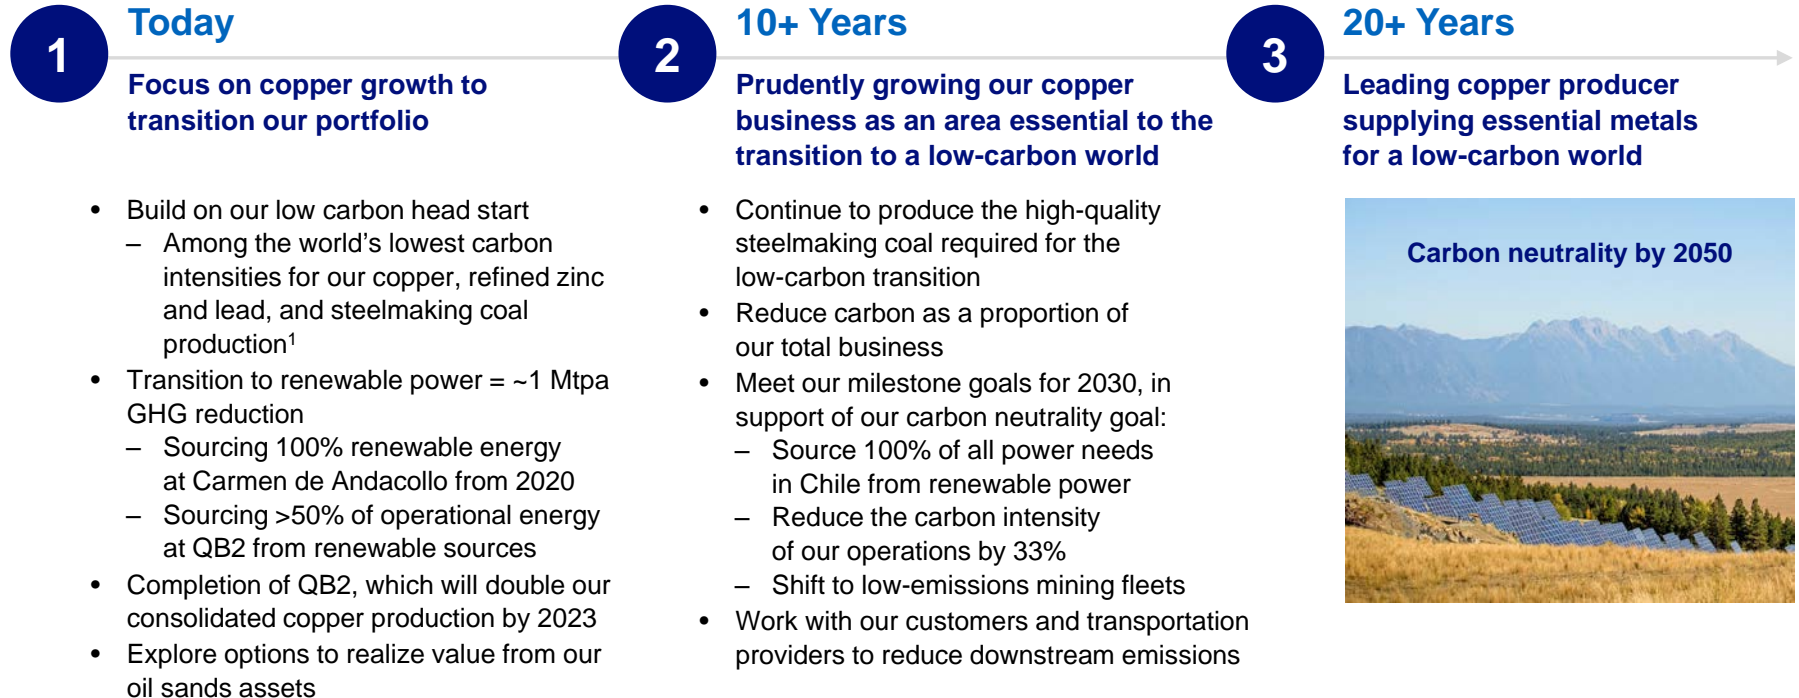 1
Today
Focus on copper growth to
transition our portfolio
• Build on our low carbon head start
– Among the world's lowest carbon
intensities for our copper, refined zinc
and lead, and steelmaking coal
production¹
• Transition to renewable power = ~1 Mtpa
GHG reduction
– Sourcing 100% renewable energy
at Carmen de Andacollo from 2020
– Sourcing >50% of operational energy
at QB2 from renewable sources
• Completion of QB2, which will double our
consolidated copper production by 2023
• Explore options to realize value from our
oil sands assets
2
10+ Years
Prudently growing our copper
business as an area essential to the
transition to a low-carbon world
• Continue to produce the high-quality
steelmaking coal required for the
low-carbon transition
• Reduce carbon as a proportion of
our total business
• Meet our milestone goals for 2030, in
support of our carbon neutrality goal:
– Source 100% of all power needs
in Chile from renewable power
– Reduce the carbon intensity
of our operations by 33%
– Shift to low-emissions mining fleets
• Work with our customers and transportation
providers to reduce downstream emissions
3
20+ Years
Leading copper producer
supplying essential metals
for a low-carbon world
Carbon neutrality by 2050